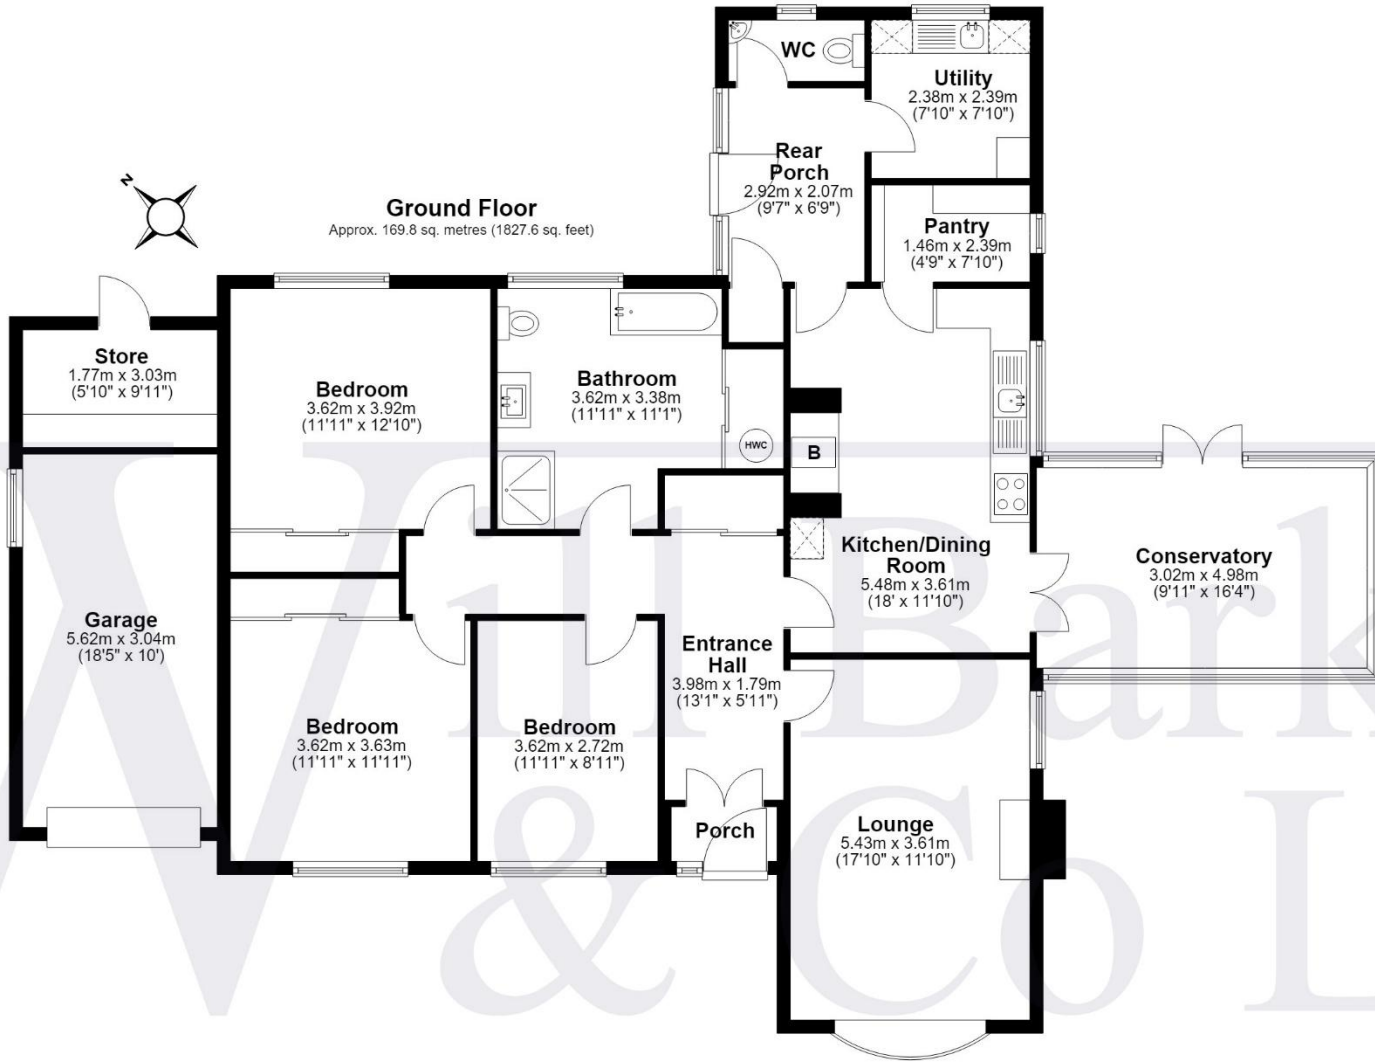 WC
Utility
2.38m x 2.39m
(7'10" x 7'10")
Rear
Porch
2.92m x 2.07m
(9'7" x 6'9")
N
Ground Floor
Approx. 169.8 sq. metres (1827.6 sq. feet)
Pantry
1.46m x 2.39m
(4'9" x 7'10")
Store
1.77m x 3.03m
(5'10" x 9'11")
Bedroom
3.62m x 3.92m
(11'11" x 12'10")
Bathroom
3.62m x 3.38m
(11'11" x 11'1")
HWC
B
Kitchen/Dining
Room
5.48m x 3.61m
(18' x 11'10")
Conservatory
3.02m x 4.98m
(9'11" x 16'4")
Garage
5.62m x 3.04m
(18'5" x 10')
Entrance
Hall
3.98m x 1.79m
(13'1" x 5'11")
Bedroom
3.62m x 3.63m
(11'11" x 11'11")
Bedroom
3.62m x 2.72m
(11'11" x 8'11")
Porch
Lounge
5.43m x 3.61m
(17'10" x 11'10")
Will Bark
& Co L